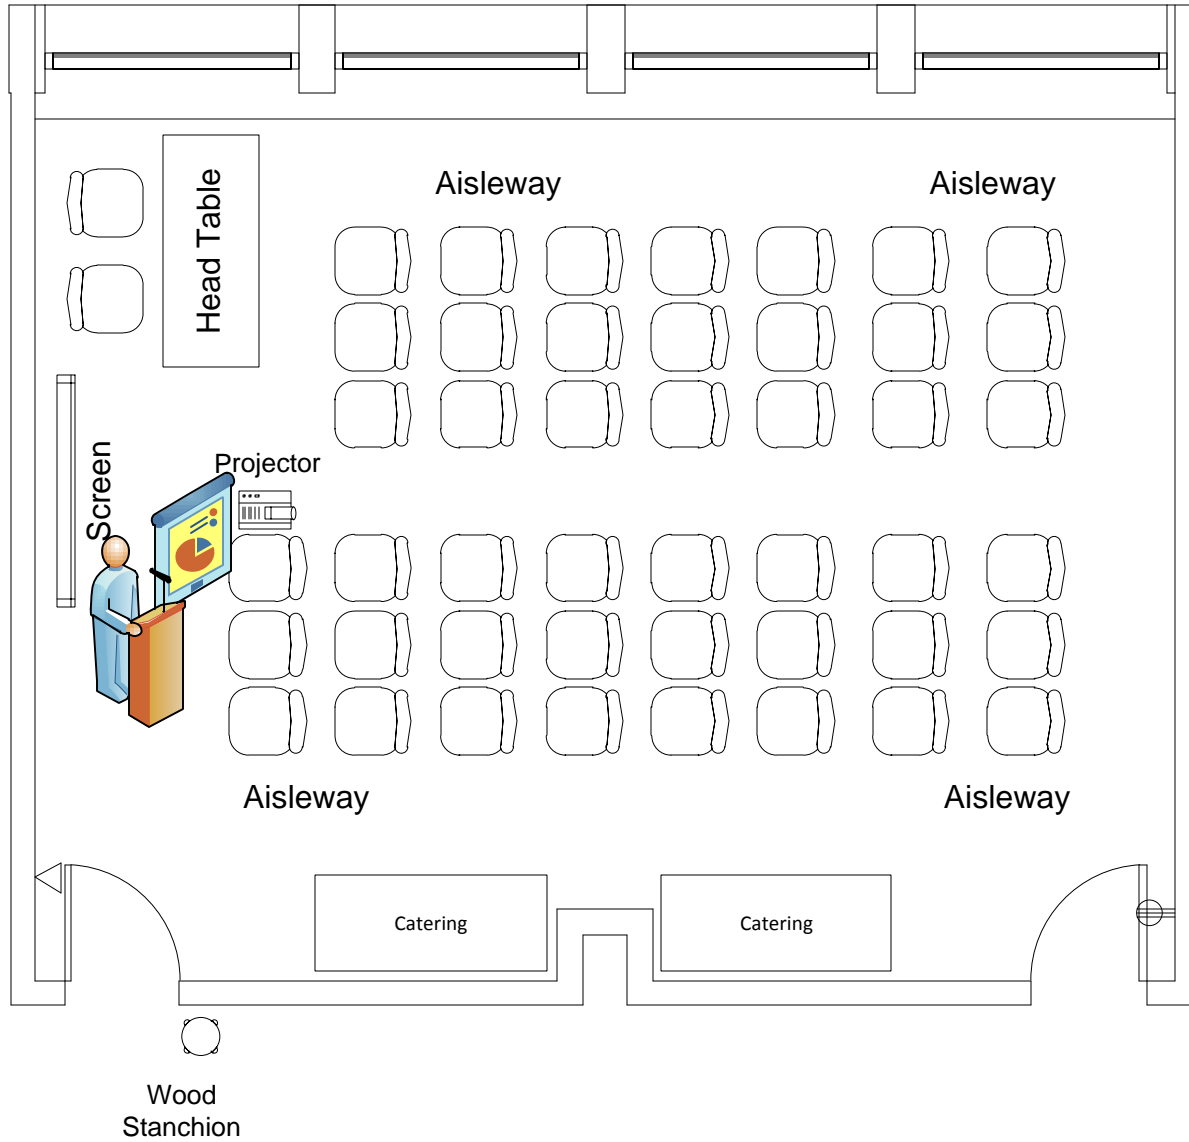 Aisleway
Aisleway
Head Table
Projector
Screen
Aisleway
Aisleway
Catering
Catering
Wood
Stanchion